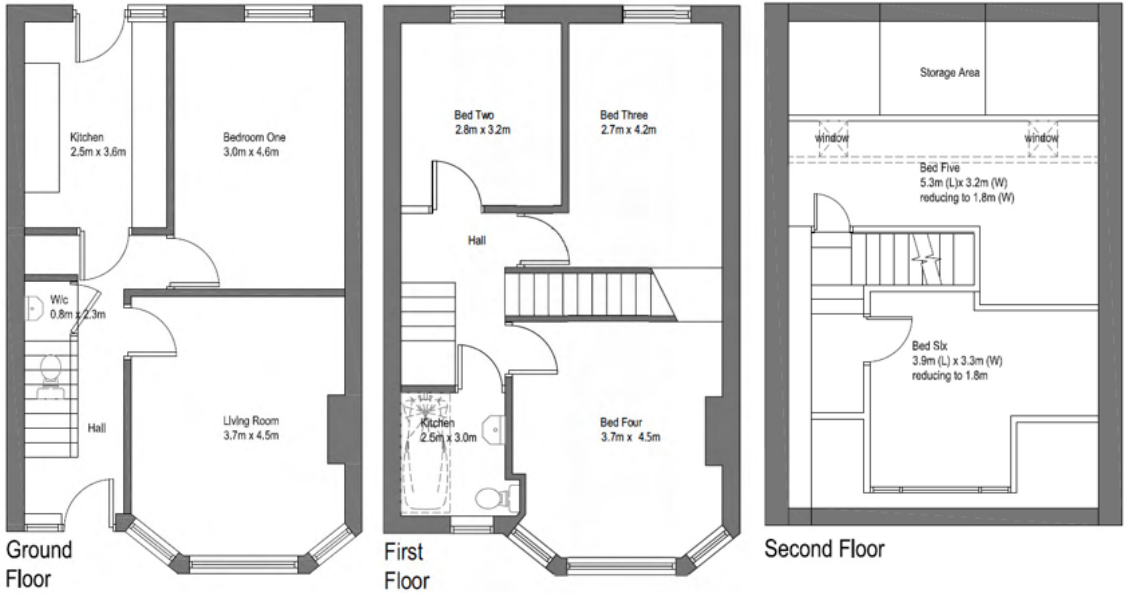 Kitchen
2.5m x 3.6m
Bedroom One
3.0m x 4.6m
W/c
0.8m x 2.3m
Living Room
3.7m x 4.5m
Hall
Ground
Floor
Bed Two
2.8m x 3.2m
Bed Three
2.7m x 4.2m
Hall
Kitchen
2.5m x 3.0m
Bed Four
3.7m x 4.5m
First
Floor
Storage Area
window
window
Bed Five
5.3m (L)x 3.2m (W)
reducing to 1.8m (W)
Bed Six
3.9m (L) x 3.3m (W)
reducing to 1.8m
Second Floor